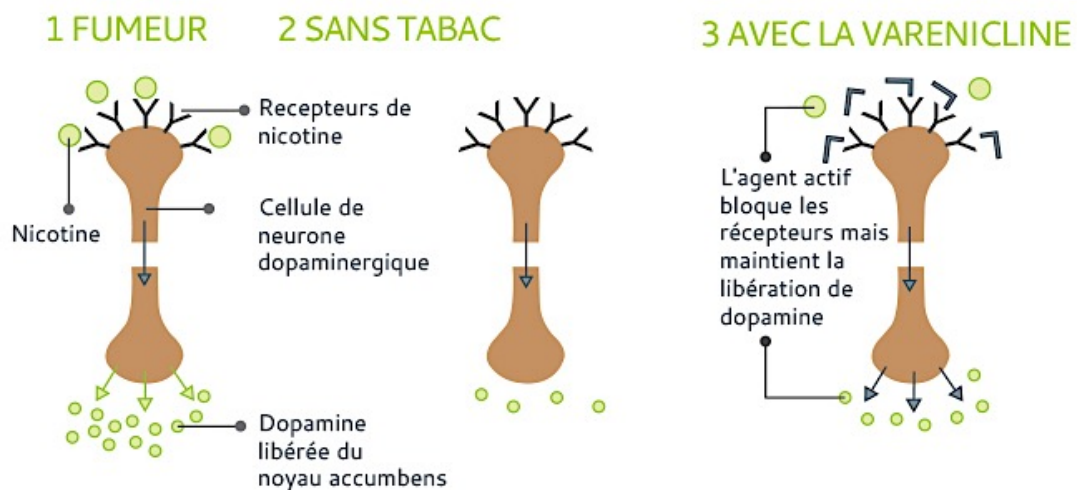 1 FUMEUR
2 SANS TABAC
3 AVEC LA VARENICLINE
Recepteurs de
nicotine
Nicotine
Cellule de
neurone
dopaminergique
Dopamine
libérée du
noyau accumbens
L'agent actif
bloque les
récepteurs mais
maintient la
libération de
dopamine